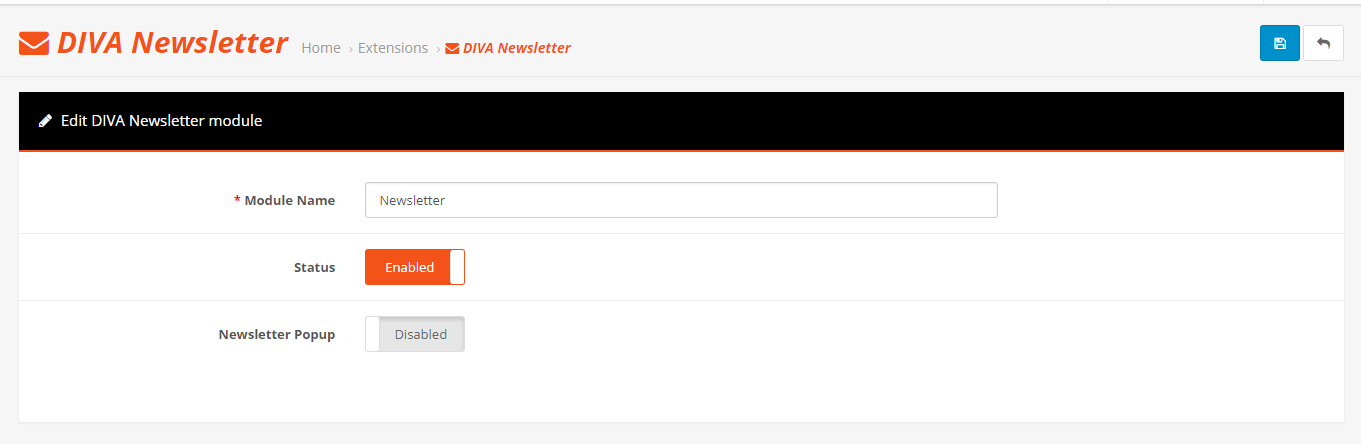 DIVA Newsletter Home › Extensions › DIVA Newsletter
Edit DIVA Newsletter module
* Module Name Newsletter
Status Enabled
Newsletter Popup Disabled